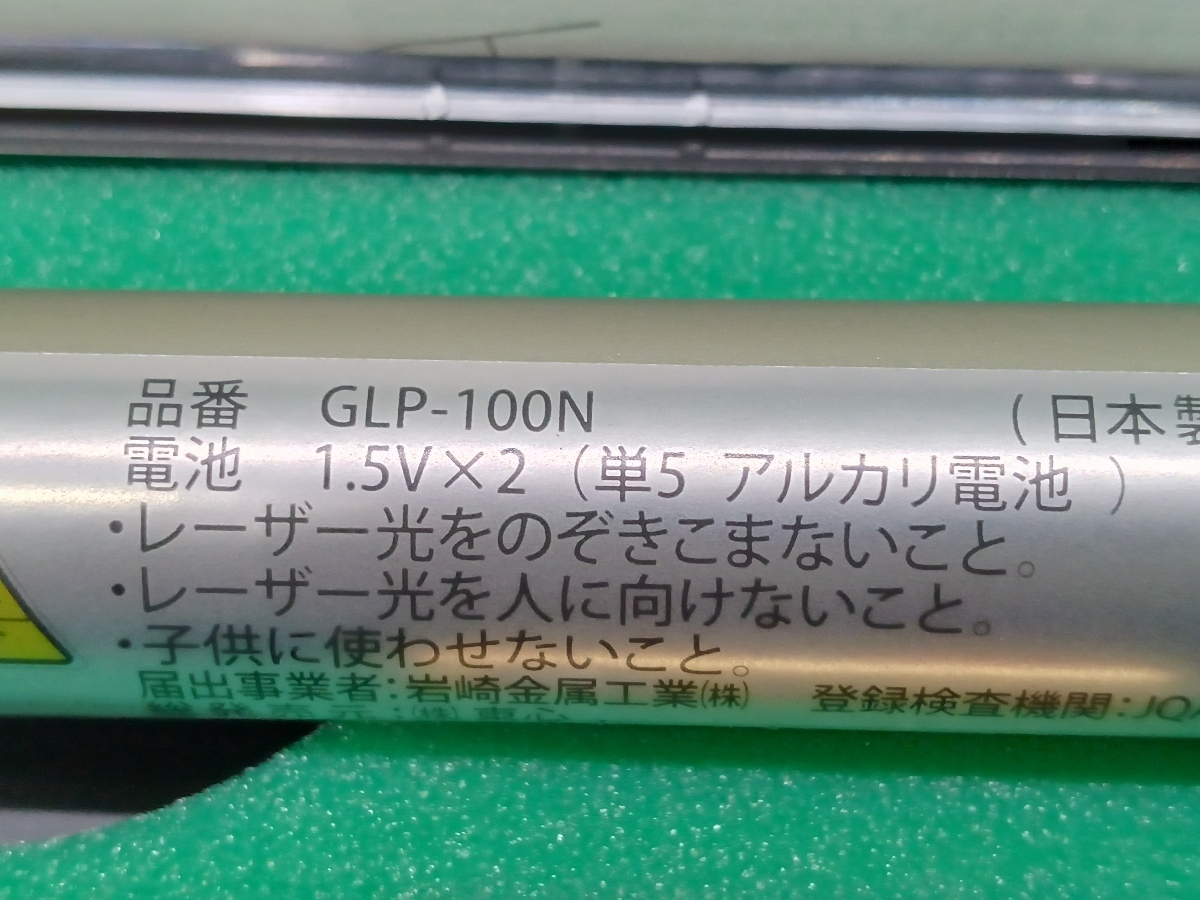 品番 GLP-100N (日本製
電池 1.5V×2 (単5 アルカリ電池 )
・レーザー光をのぞきこまないこと。
・レーザー光を人に向けないこと。
・子供に使わせないこと。
届出事業者:岩崎金属工業㈱ 登録検査機関:JQA